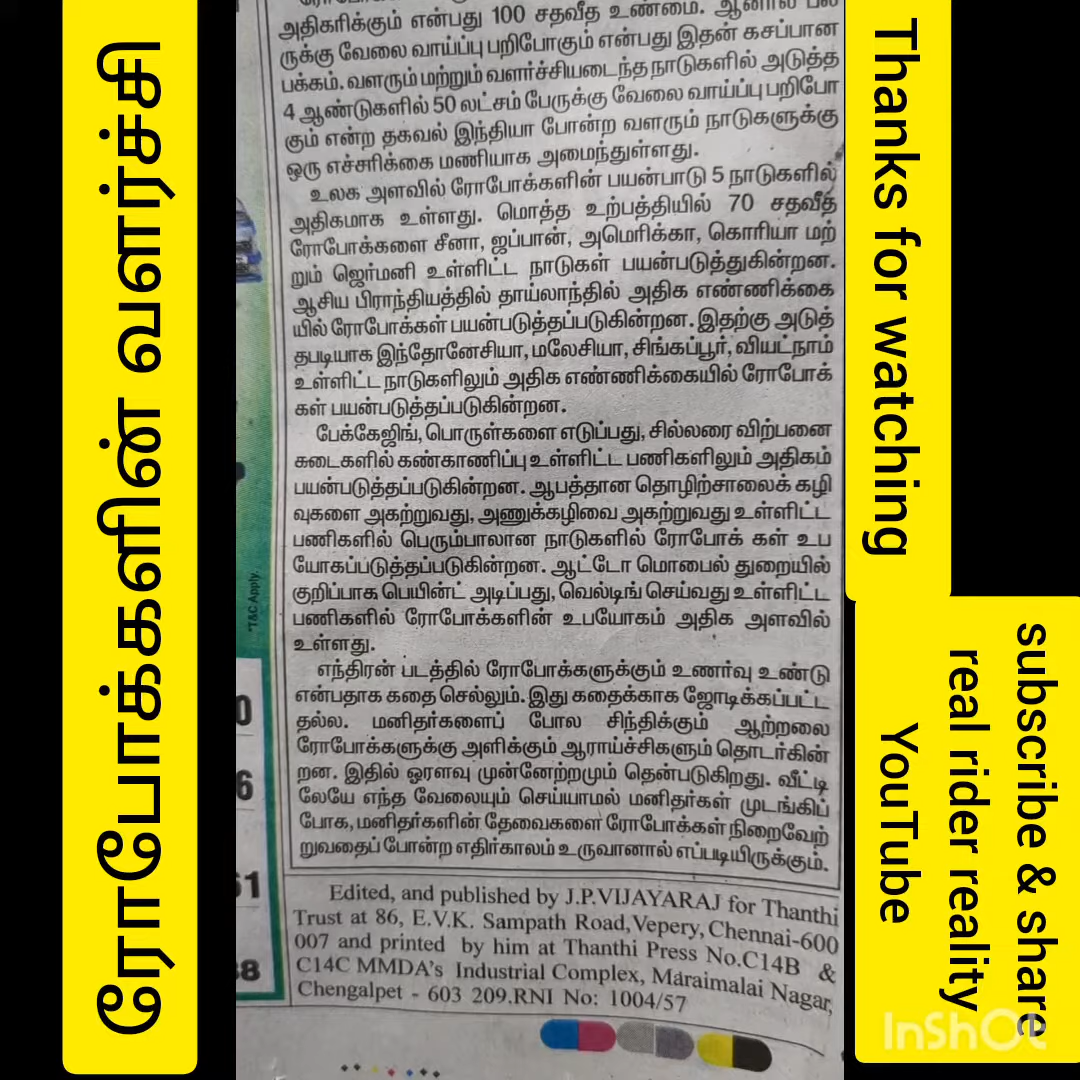 ரோபோக்களின் வளர்ச்சி
அதிகரிக்கும் என்பது 100 சதவீத உண்மை. ஆனால் பல
ருக்கு வேலை வாய்ப்பு பறிபோகும் என்பது இதன் கசப்பான
பக்கம். வளரும் மற்றும் வளர்ச்சியடைந்த நாடுகளில் அடுத்த
4 ஆண்டுகளில் 50 லட்சம் பேருக்கு வேலை வாய்ப்பு பறிபோ
கும் என்ற தகவல் இந்தியா போன்ற வளரும் நாடுகளுக்கு
ஒரு எச்சரிக்கை மணியாக அமைந்துள்ளது.
உலக அளவில் ரோபோக்களின் பயன்பாடு 5 நாடுகளில்
அதிகமாக உள்ளது. மொத்த உற்பத்தியில் 70 சதவீத
ரோபோக்களை சீனா, ஜப்பான், அமெரிக்கா, கொரியா மற்
றும் ஜெர்மனி உள்ளிட்ட நாடுகள் பயன்படுத்துகின்றன.
ஆசிய பிராந்தியத்தில் தாய்லாந்தில் அதிக எண்ணிக்கை
யில் ரோபோக்கள் பயன்படுத்தப்படுகின்றன. இதற்கு அடுத்
தபடியாக இந்தோனேசியா, மலேசியா, சிங்கப்பூர், வியட்நாம்
உள்ளிட்ட நாடுகளிலும் அதிக எண்ணிக்கையில் ரோபோக்
கள் பயன்படுத்தப்படுகின்றன.
பேக்கேஜிங், பொருள்களை எடுப்பது, சில்லரை விற்பனை
கடைகளில் கண்காணிப்பு உள்ளிட்ட பணிகளிலும் அதிகம்
பயன்படுத்தப்படுகின்றன. ஆபத்தான தொழிற்சாலைக் கழி
வுகளை அகற்றுவது, அணுக்கழிவை அகற்றுவது உள்ளிட்ட
பணிகளில் பெரும்பாலான நாடுகளில் ரோபோக் கள் உப
யோகப்படுத்தப்படுகின்றன. ஆட்டோ மொபைல் துறையில்
குறிப்பாக பெயின்ட் அடிப்பது, வெல்டிங் செய்வது உள்ளிட்ட
பணிகளில் ரோபோக்களின் உபயோகம் அதிக அளவில்
உள்ளது.
எந்திரன் படத்தில் ரோபோக்களுக்கும் உணர்வு உண்டு
என்பதாக கதை செல்லும். இது கதைக்காக ஜோடிக்கப்பட்ட
தல்ல. மனிதர்களைப் போல சிந்திக்கும் ஆற்றலை
ரோபோக்களுக்கு அளிக்கும் ஆராய்ச்சிகளும் தொடர்கின்
றன. இதில் ஓரளவு முன்னேற்றமும் தென்படுகிறது. வீட்டி
லேயே எந்த வேலையும் செய்யாமல் மனிதர்கள் முடங்கிப்
போக, மனிதர்களின் தேவைகளை ரோபோக்கள் நிறைவேற்
றுவதைப் போன்ற எதிர்காலம் உருவானால் எப்படியிருக்கும்.
Edited, and published by J.P.VIJAYARAJ for Thanthi
Trust at 86, E.V.K. Sampath Road, Vepery, Chennai-600
007 and printed by him at Thanthi Press No.C14B &
C14C MMDA's Industrial Complex, Maraimalai Nagar,
Chengalpet - 603 209.RNI No: 1004/57
*T&C Apply.
0
6
51
38
Thanks for watching
subscribe & share
real rider reality
YouTube
InShOt